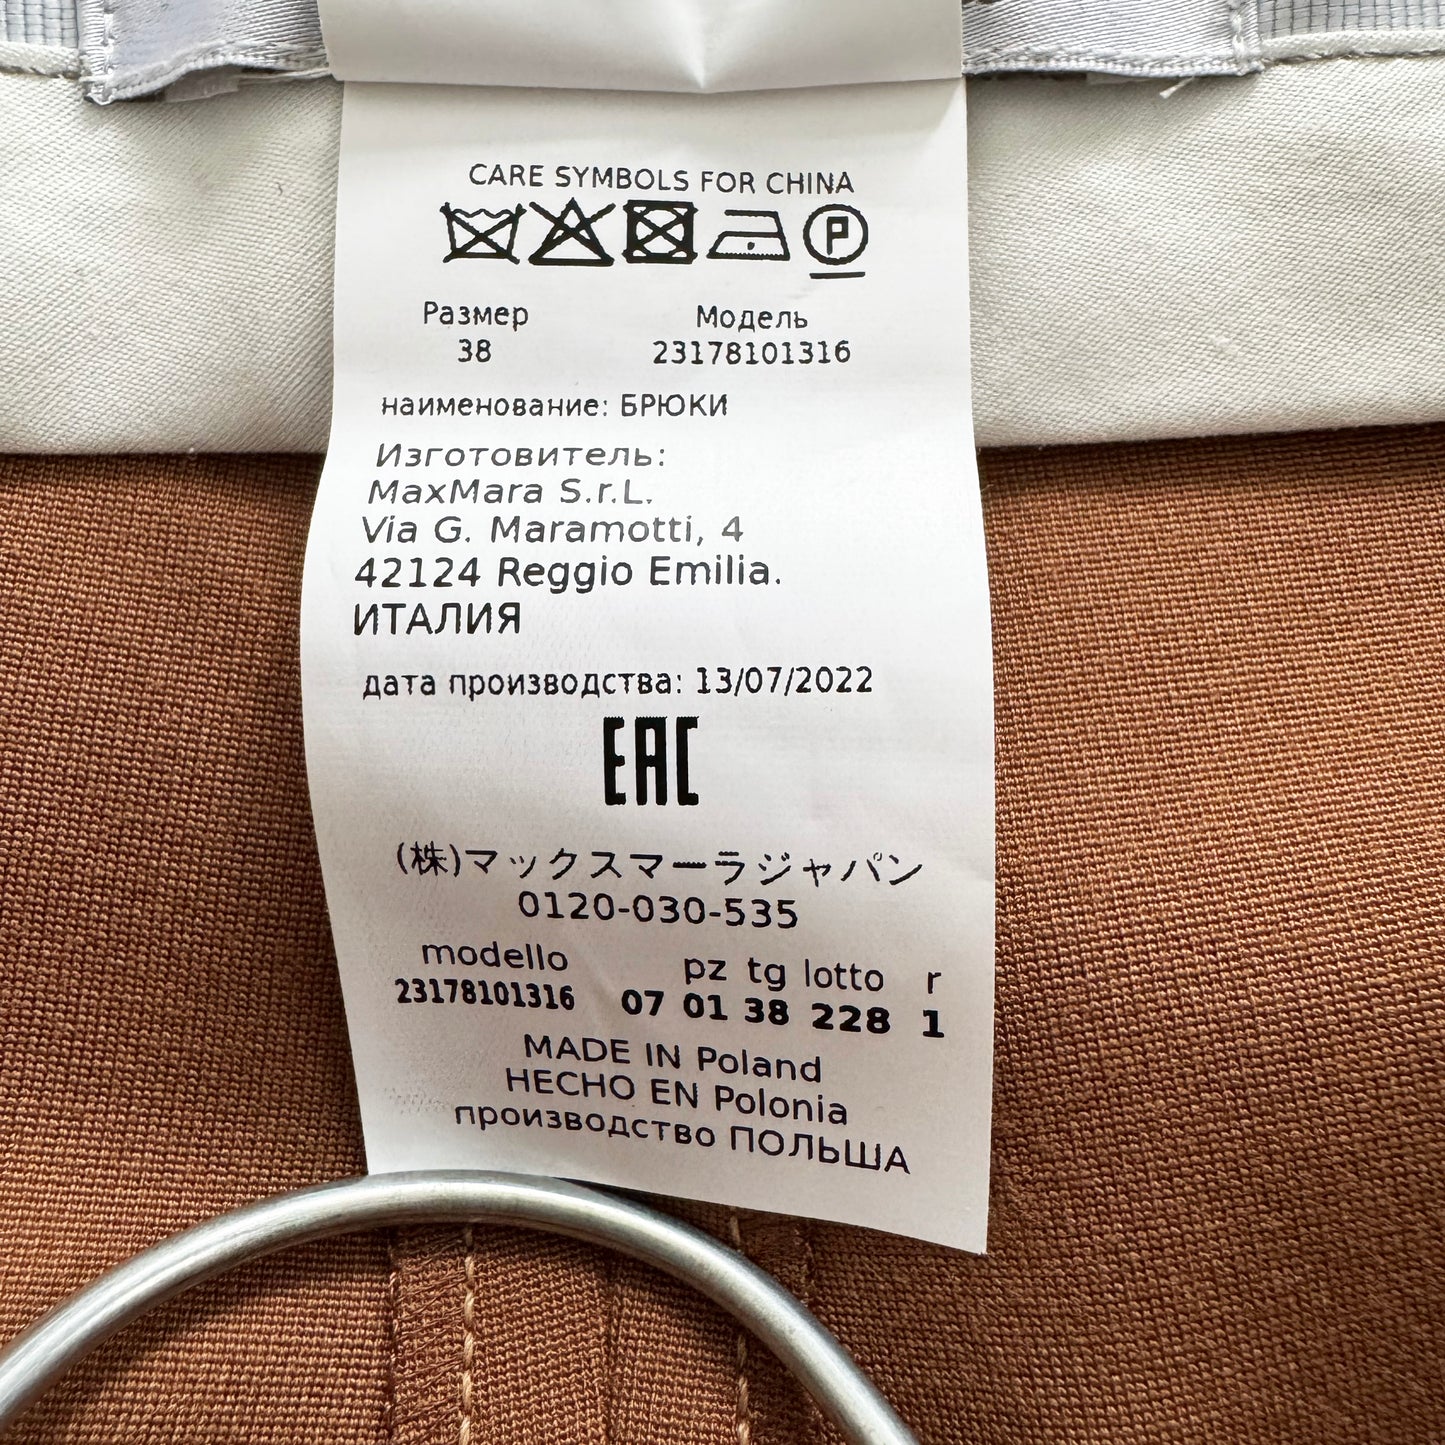 CARE SYMBOLS FOR CHINA
P
Размер Модель
38 23178101316
наименование: БРЮКИ
Изготовитель:
MaxMara S.r.L.
Via G. Maramotti, 4
42124 Reggio Emilia.
ИТАЛИЯ
дата производства: 13/07/2022
EAC
(株)マックスマーラジャパン
0120-030-535
modello pz tg lotto r
23178101316 07 01 38 228 1
MADE IN Poland
HECHO EN Polonia
производство ПОЛЬША